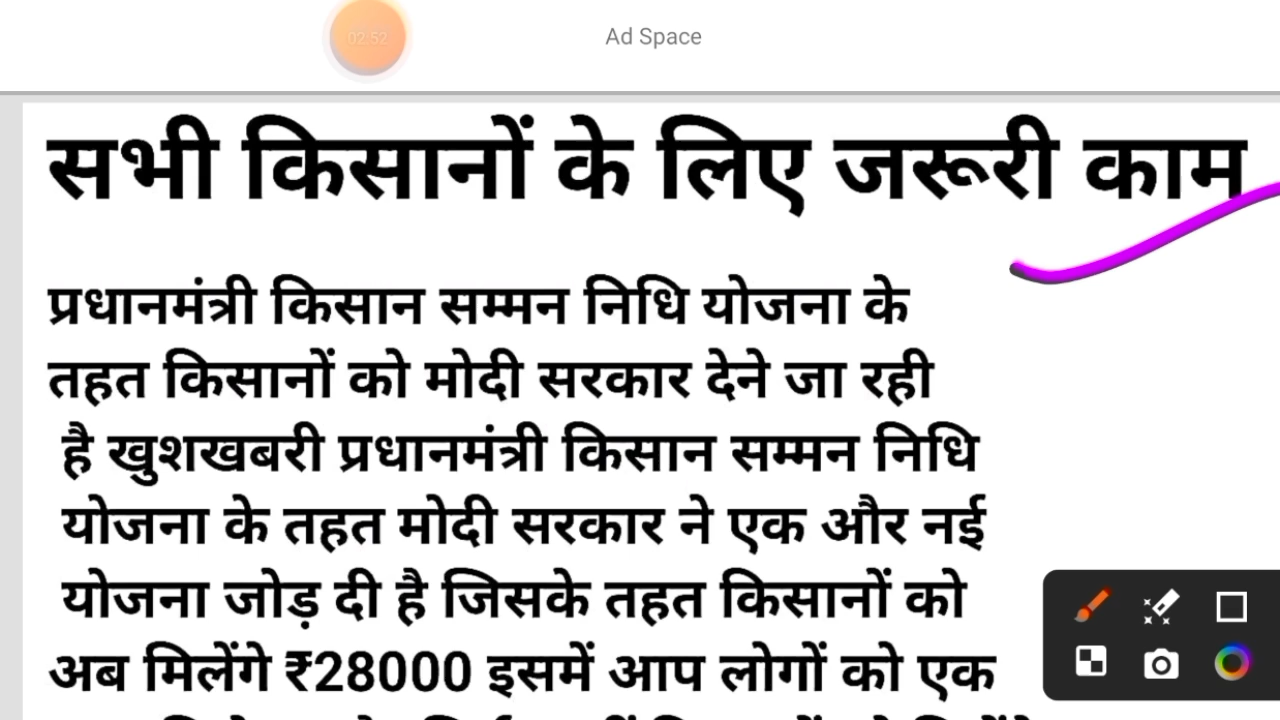 02:52
Ad Space
सभी किसानों के लिए जरूरी काम
प्रधानमंत्री किसान सम्मन निधि योजना के
तहत किसानों को मोदी सरकार देने जा रही
है खुशखबरी प्रधानमंत्री किसान सम्मन निधि
योजना के तहत मोदी सरकार ने एक और नई
योजना जोड़ दी है जिसके तहत किसानों को
अब मिलेंगे ₹28000 इसमें आप लोगों को एक